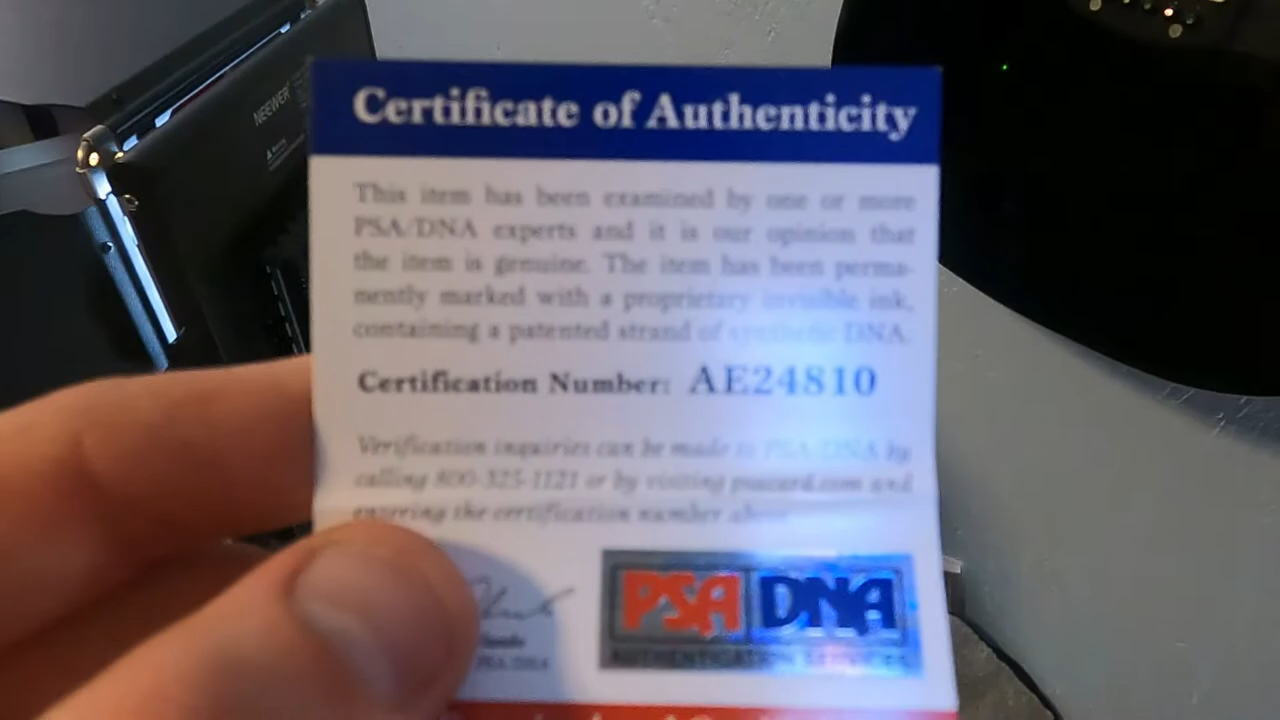 NEEWER
Certificate of Authenticity
This item has been examined by one or more
PSA/DNA experts and it is our opinion that
the item is genuine. The item has been perma-
nently marked with a proprietary invisible ink,
containing a patented strand of synthetic DNA.
Certification Number: AE24810
Verification inquiries can be made to PSA/DNA by
calling 800-325-1121 or by visiting psacard.com and
entering the certification number above.
PSA DNA
AUTHENTICATION SERVICES